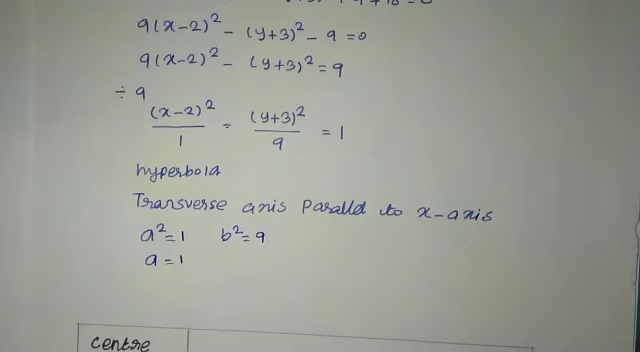 9(x-2)² - (y+3)² - 9 = 0
9(x-2)² - (y+3)² = 9
÷ 9
(x-2)²/1 - (y+3)²/9 = 1
hyperbola
Transverse axis Parallel to x-axis
a² = 1 b² = 9
a = 1
centre